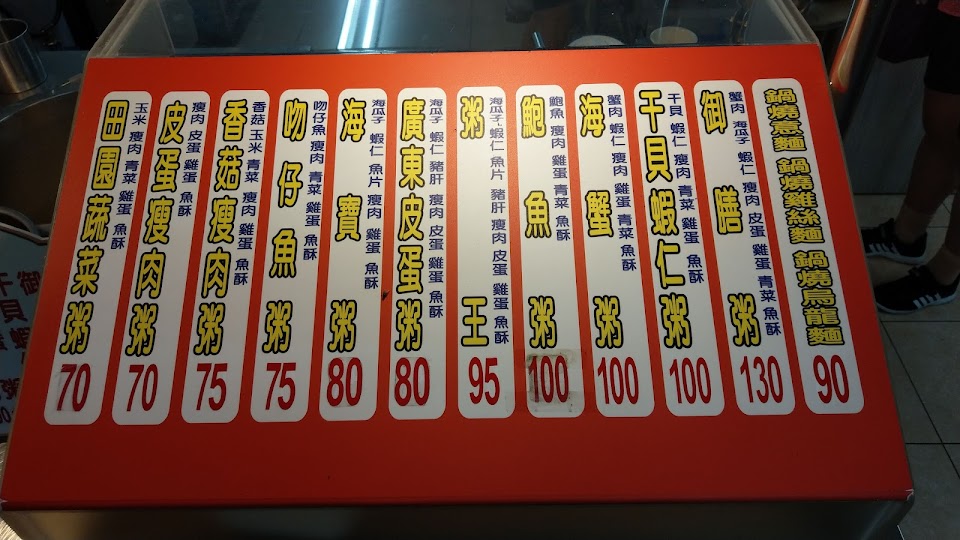 田園蔬菜粥
玉米 瘦肉 青菜 雞蛋 魚酥
70
皮蛋瘦肉粥
瘦肉 皮蛋 雞蛋 魚酥
70
香菇瘦肉粥
香菇 玉米 青菜 瘦肉 雞蛋 魚酥
75
吻仔魚粥
吻仔魚 瘦肉 青菜 雞蛋 魚酥
75
海寶粥
海瓜子 蝦仁 魚片 瘦肉 雞蛋 魚酥
80
廣東皮蛋粥
海瓜子 蝦仁 豬肝 瘦肉 皮蛋 雞蛋 魚酥
80
粥王
海瓜子 蝦仁 魚片 豬肝 瘦肉 皮蛋 雞蛋 魚酥
95
鮑魚粥
鮑魚 瘦肉 雞蛋 青菜 魚酥
100
海蟹粥
蟹肉 蝦仁 瘦肉 雞蛋 青菜 魚酥
100
干貝蝦仁粥
干貝 蝦仁 瘦肉 青菜 雞蛋 魚酥
100
御膳粥
蟹肉 海瓜子 蝦仁 瘦肉 皮蛋 雞蛋 青菜 魚酥
130
鍋燒意麵 鍋燒雞絲麵 鍋燒烏龍麵
90